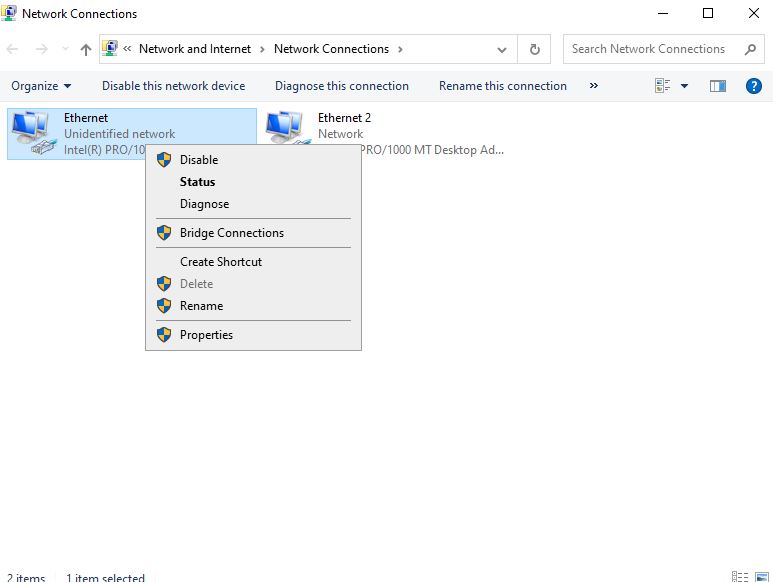 Network Connections
« Network and Internet › Network Connections ›
Search Network Connections
Organize Disable this network device Diagnose this connection Rename this connection »
Ethernet
Unidentified network
Intel(R) PRO/10
Ethernet 2
Network
PRO/1000 MT Desktop Ad...
Disable
Status
Diagnose
Bridge Connections
Create Shortcut
Delete
Rename
Properties
2 items 1 item selected